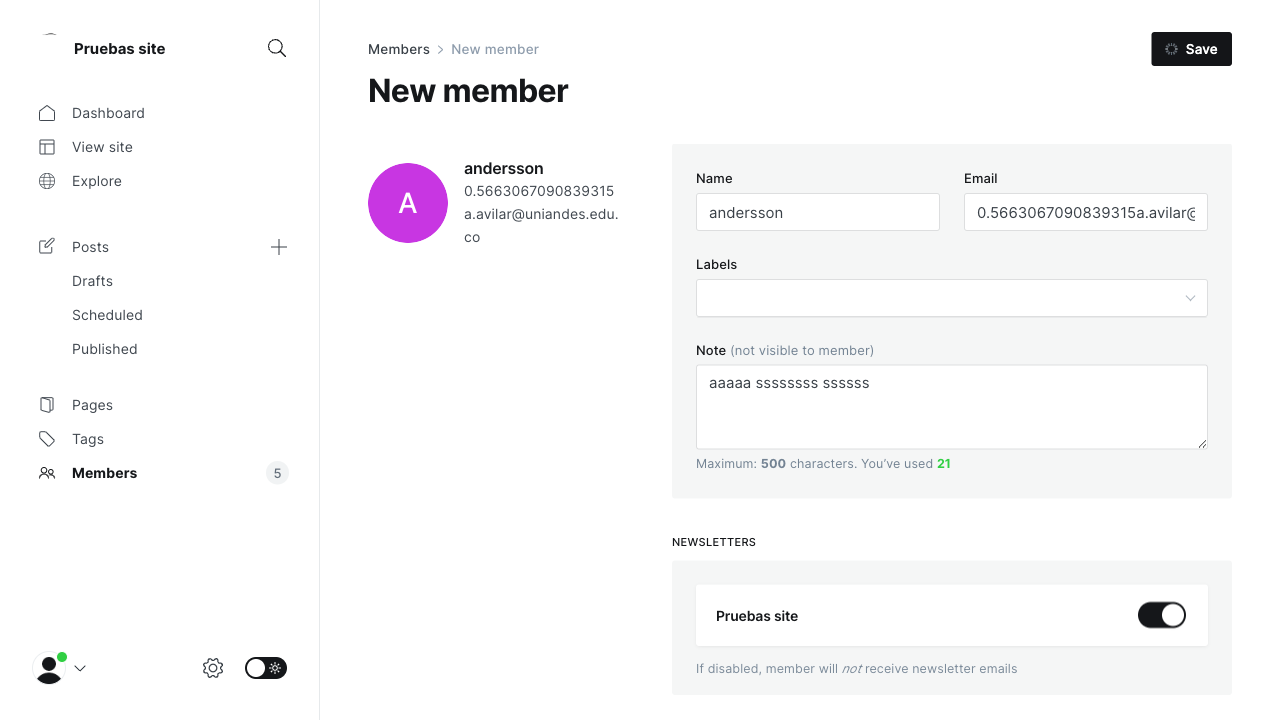 Pruebas site
Dashboard
View site
Explore
Posts
Drafts
Scheduled
Published
Pages
Tags
Members 5
Members > New member
Save
New member
A
andersson
0.5663067090839315
a.avilar@uniandes.edu.
co
Name
andersson
Email
0.5663067090839315a.avilar@
Labels
Note (not visible to member)
aaaaa ssssssss ssssss
Maximum: 500 characters. You've used 21
NEWSLETTERS
Pruebas site
If disabled, member will not receive newsletter emails